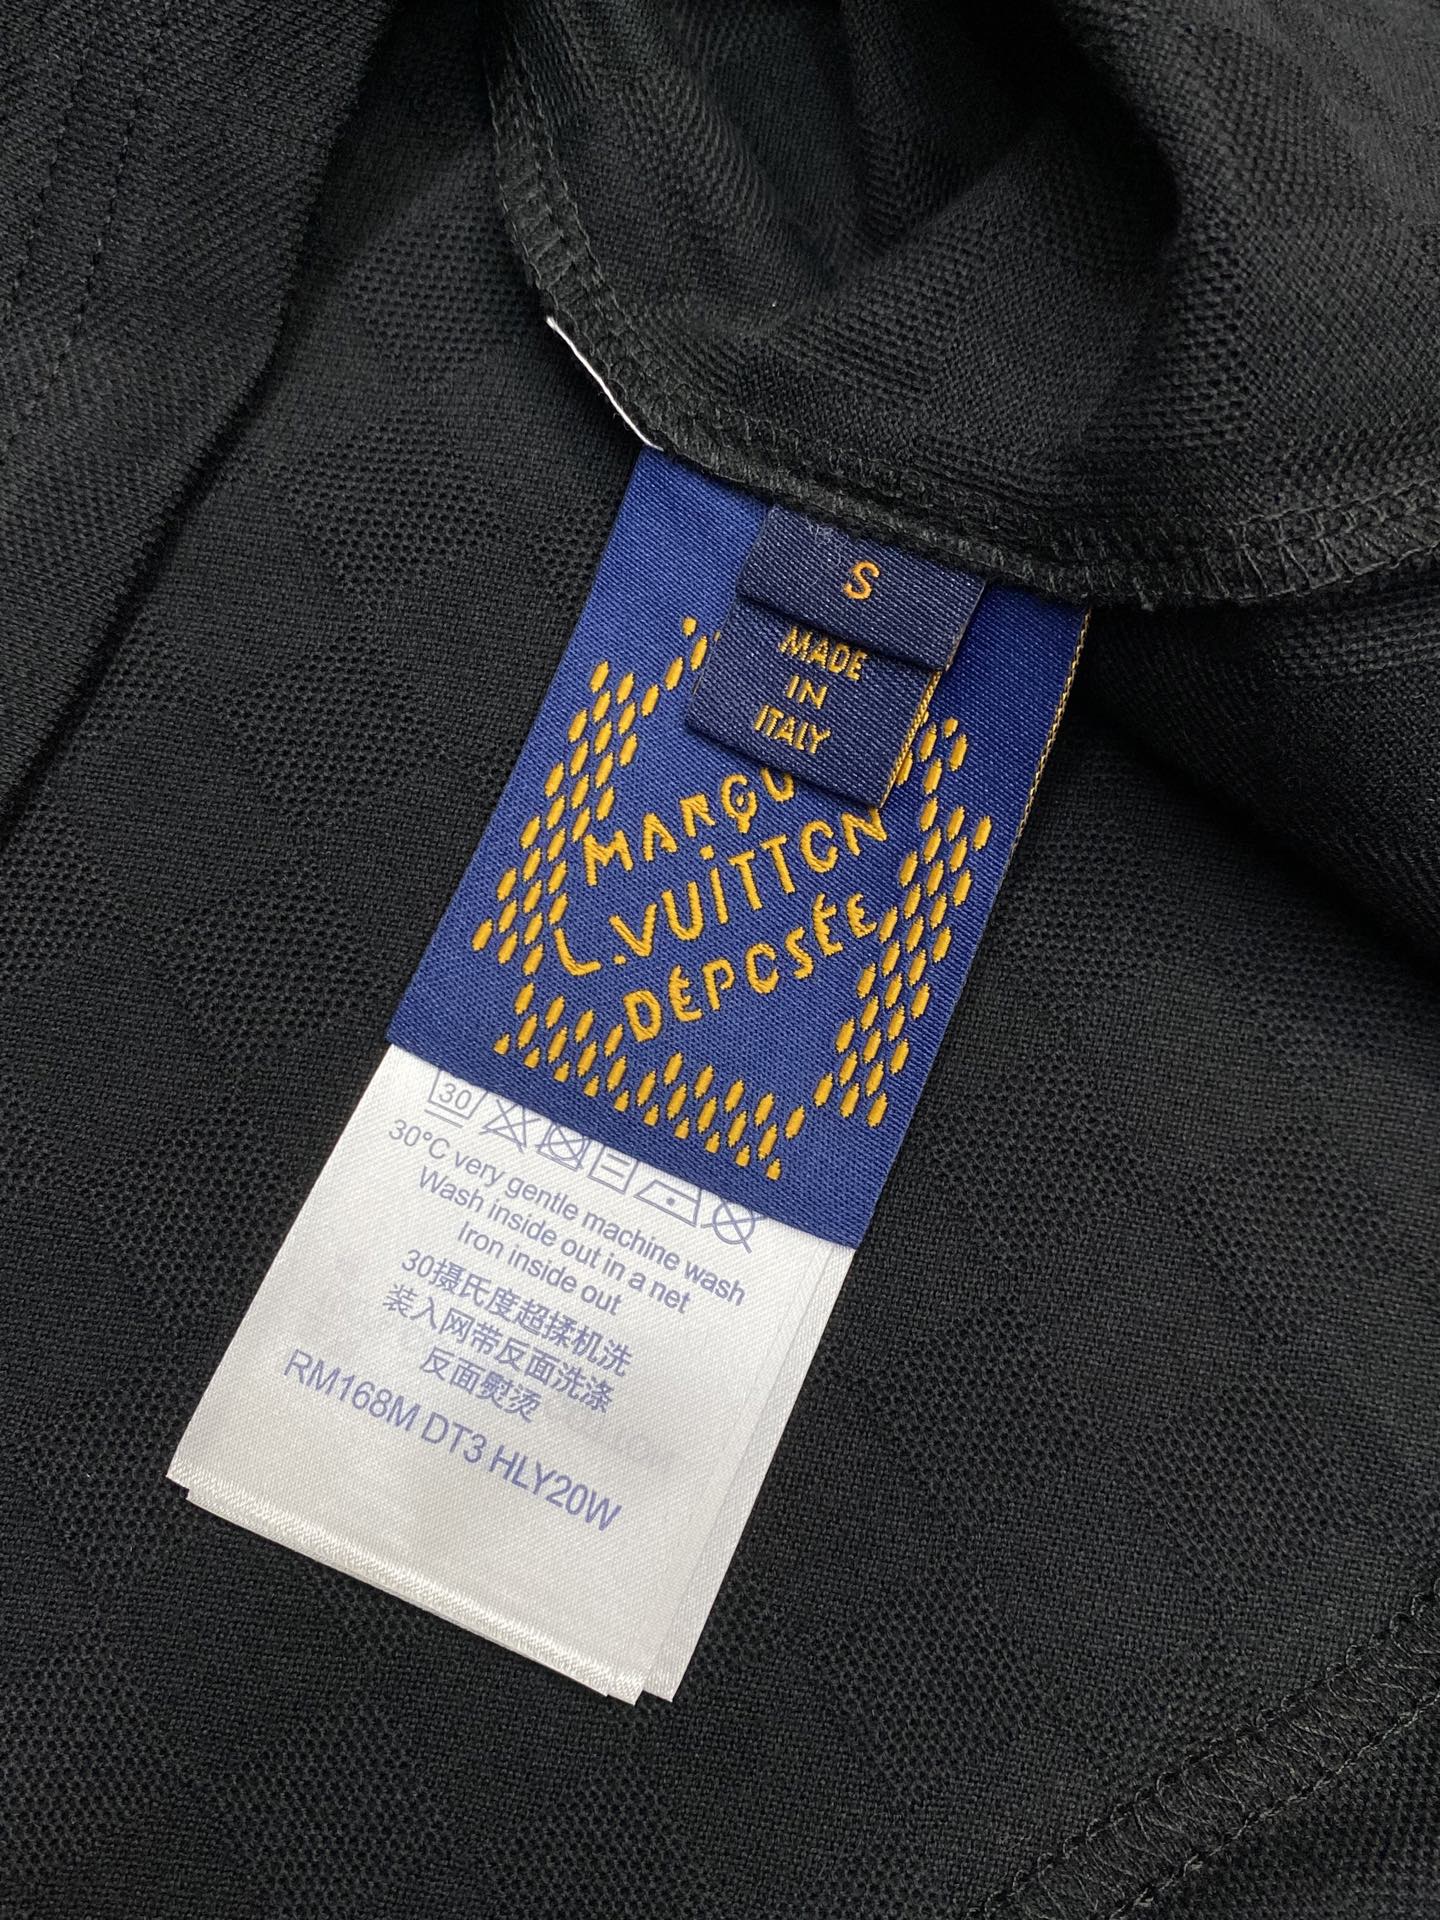 S
MADE
IN
ITALY
MARQU
L.VUITTON
DÉPOSÉE
30
30°C very gentle machine wash
Wash inside out in a net
Iron inside out
30摄氏度超揉机洗
装入网带反面洗涤
反面熨烫
RM168M DT3 HLY20W